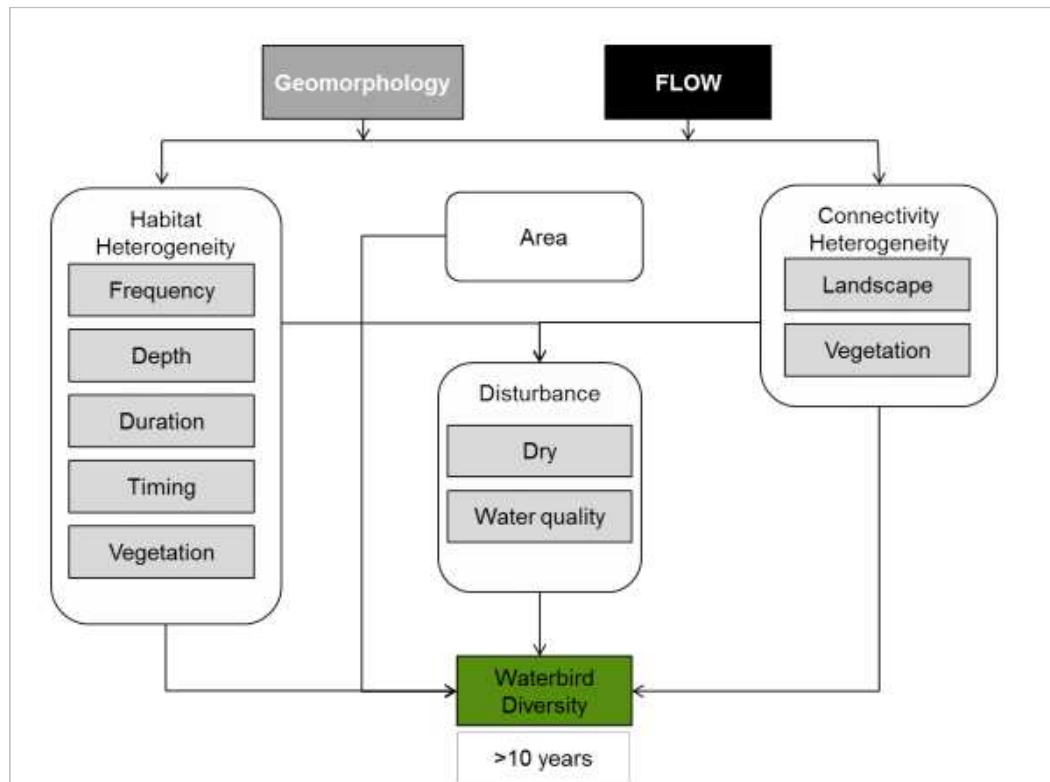 Geomorphology
FLOW
Habitat
Heterogeneity
Frequency
Depth
Duration
Timing
Vegetation
Area
Connectivity
Heterogeneity
Landscape
Vegetation
Disturbance
Dry
Water quality
Waterbird
Diversity
>10 years